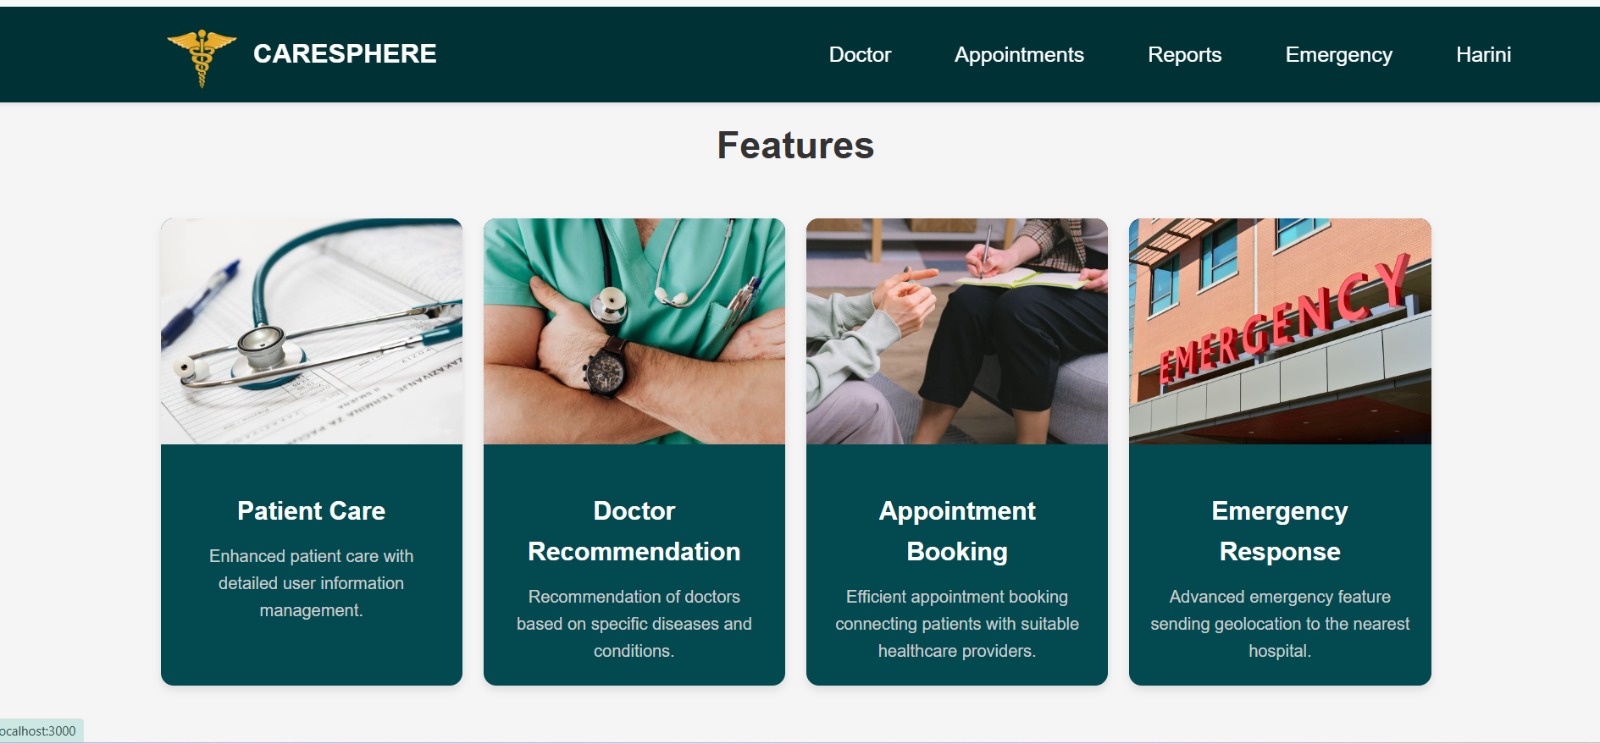 CARESPHERE
Doctor
Appointments
Reports
Emergency
Harini
Features
EMERGENCY
Patient Care
Enhanced patient care with
detailed user information
management.
Doctor
Recommendation
Recommendation of doctors
based on specific diseases and
conditions.
Appointment
Booking
Efficient appointment booking
connecting patients with suitable
healthcare providers.
Emergency
Response
Advanced emergency feature
sending geolocation to the nearest
hospital.
ocalhost:3000